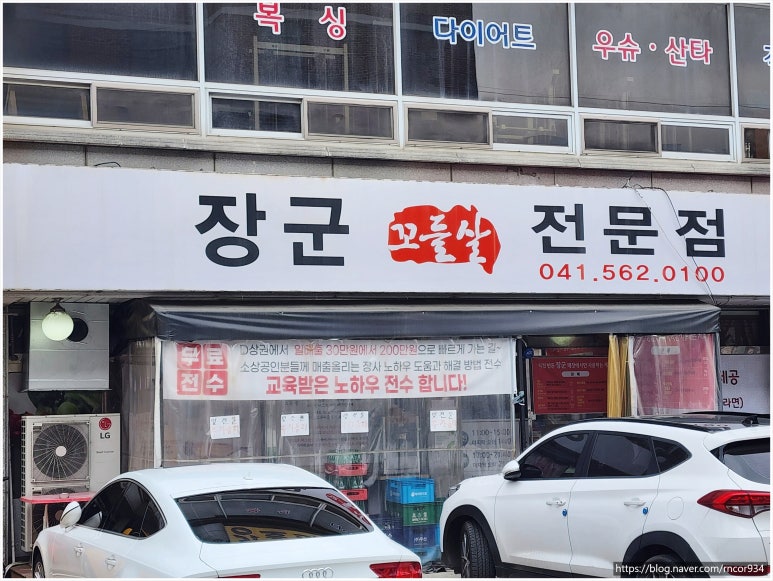 복싱
다이어트
우슈·산타
장군 꼬들살 전문점
041.562.0100
무료
전수
D상권에서 일매출 30만원에서 200만원으로 빠르게 가는 길~
소상공인분들께 매출올리는 장사 노하우 도움과 해결 방법 전수
교육받은 노하우 전수 합니다!
LG
11:00-15:00
https://blog.naver.com/rncor934